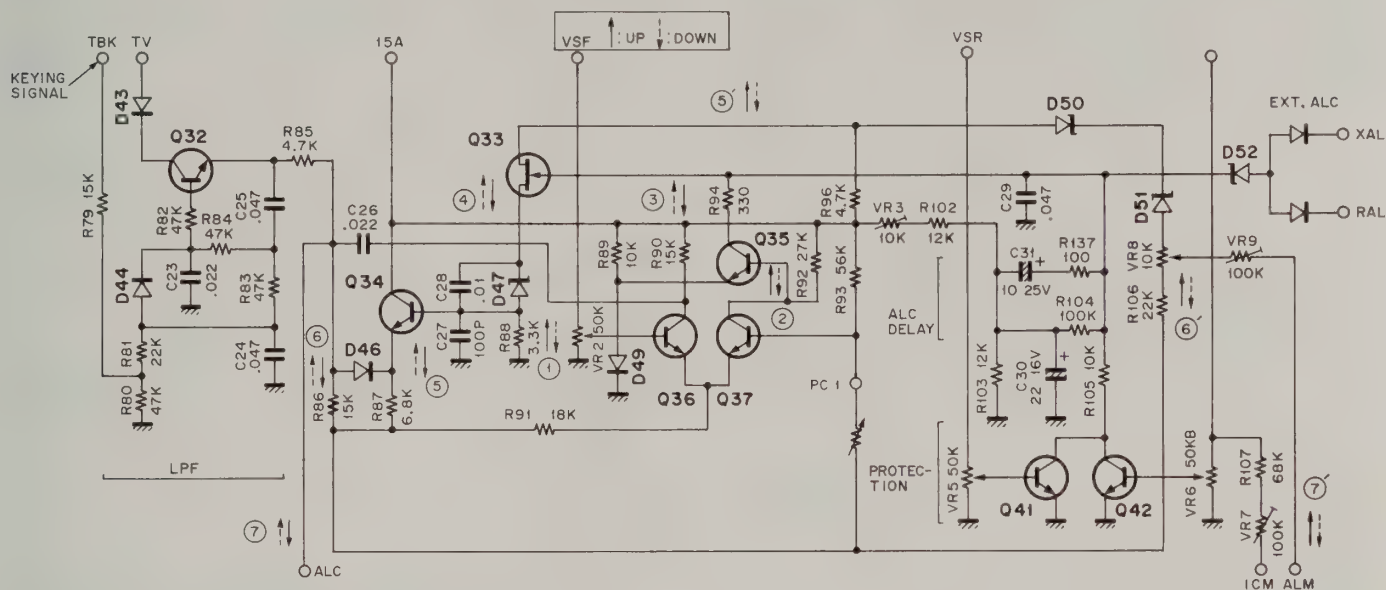 TBK
TV
15A
VSF
: UP
: DOWN
VSR
KEYING
SIGNAL
D43
Q32
R85
4.7K
Q33
5'
D50
EXT. ALC
XAL
D52
RAL
R79 15K
R82
47K
R84
47K
C25
.047
C26
.022
4
3
R94
330
R96
4.7K
C29
.047
D51
D44
C23
.022
R83
47K
Q34
C28
.01
D47
R89
10K
R90
15K
Q35
R92 27K
R93 56K
VR3
10K
R102
12K
C31
10 25V
R137
100
VR8
10K
VR9
100K
R81
22K
C24
.047
6
D46
5
C27
100P
R88
3.3K
1
VR2 50K
2
ALC
DELAY
R104
100K
R106
22K
6'
R80
47K
R86
15K
R87
6.8K
D49
Q36
Q37
PC 1
R103 12K
C30
22 16V
R105 10K
R91 18K
LPF
PROTEC-
TION
VR5 50K
Q41
Q42
VR6 50KB
R107
68K
7'
VR7
100K
7
ALC
ICM
ALM